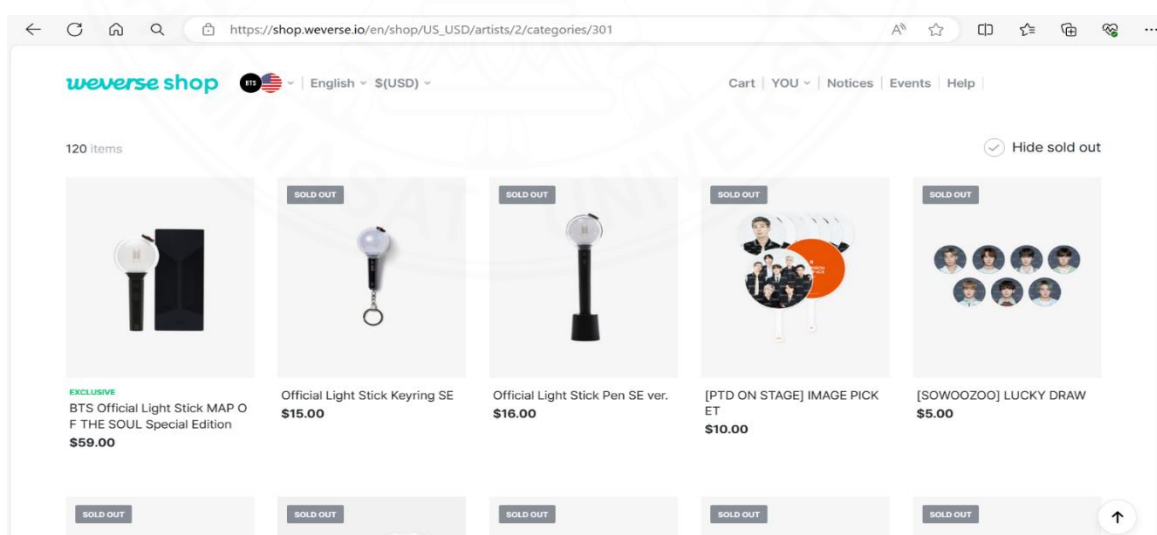 https://shop.weverse.io/en/shop/US_USD/artists/2/categories/301
weverse shop BTS English $(USD) Cart YOU Notices Events Help
120 items Hide sold out
SOLD OUT SOLD OUT SOLD OUT SOLD OUT
EXCLUSIVE
BTS Official Light Stick MAP O
F THE SOUL Special Edition
$59.00
Official Light Stick Keyring SE
$15.00
Official Light Stick Pen SE ver.
$16.00
[PTD ON STAGE] IMAGE PICK
ET
$10.00
[SOWOOZOO] LUCKY DRAW
$5.00
SOLD OUT SOLD OUT SOLD OUT SOLD OUT SOLD OUT